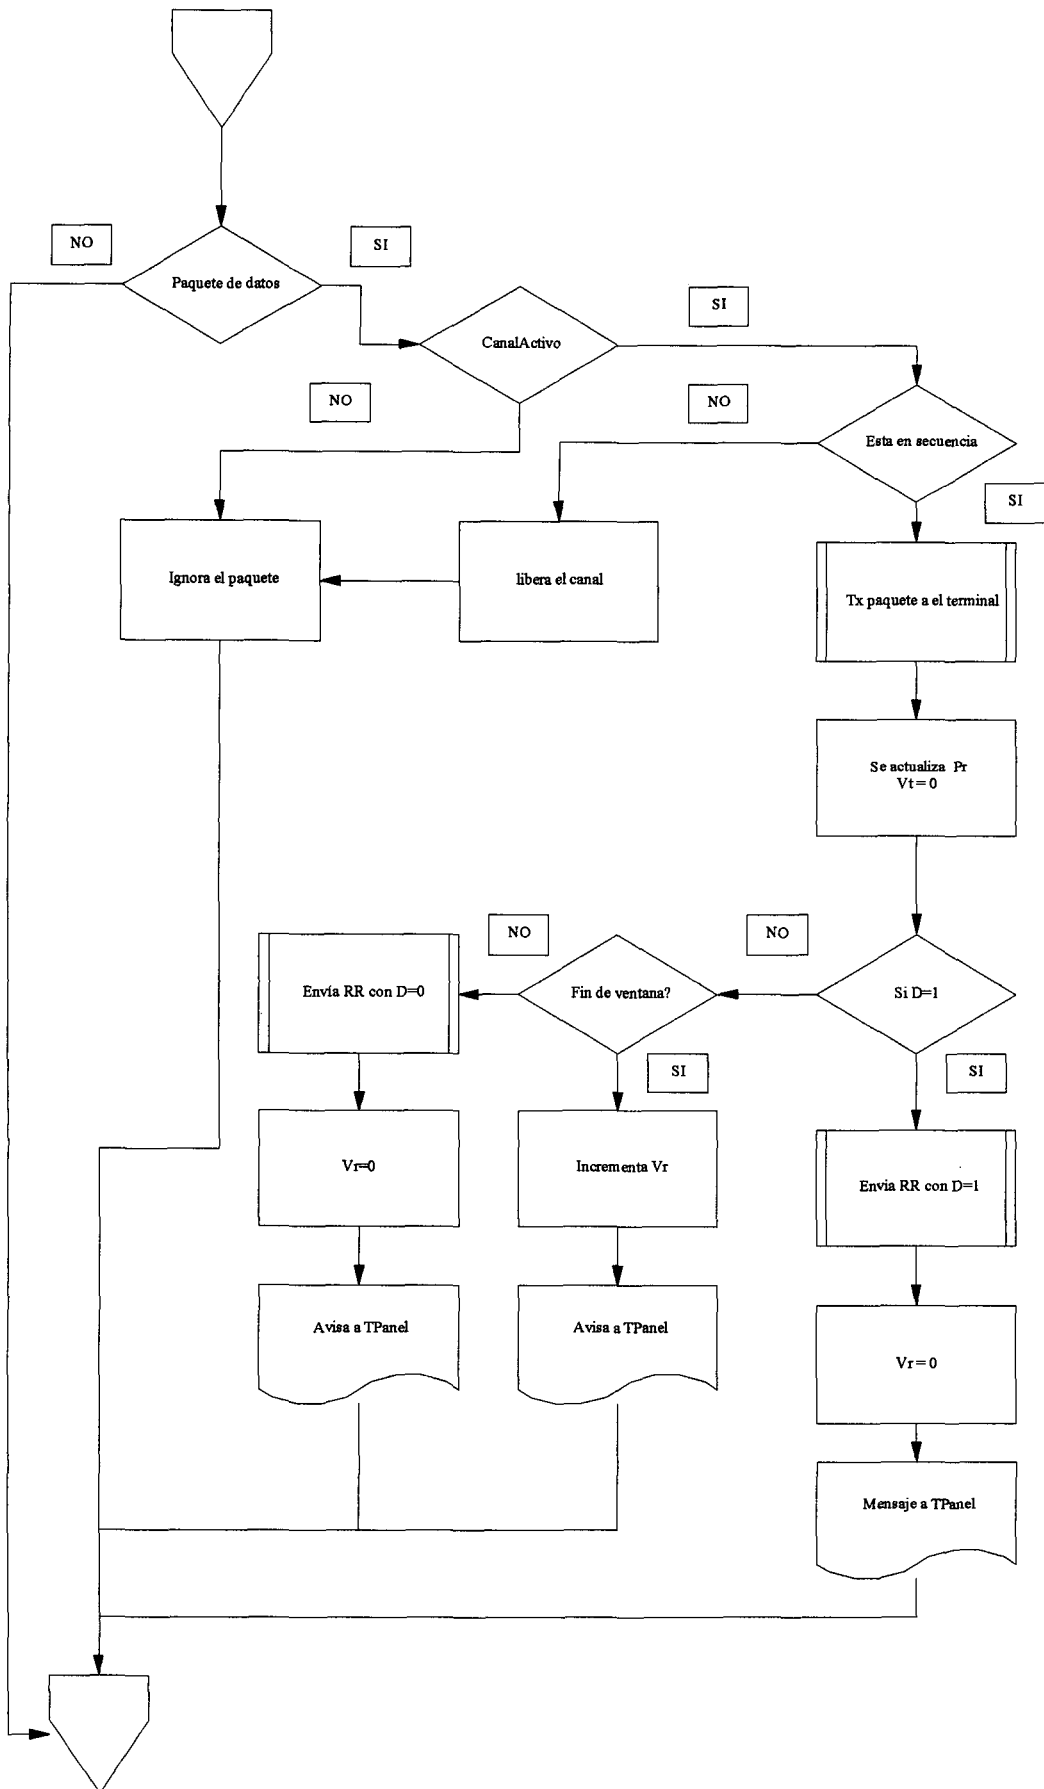 NO
SI
Paquete de datos
SI
CanalActivo
NO
NO
Esta en secuencia
SI
Ignora el paquete
libera el canal
Tx paquete a el terminal
Se actualiza Pr
Vt = 0
NO
NO
Envía RR con D=0
Fin de ventana?
Si D=1
SI
SI
Vr=0
Incrementa Vr
Envia RR con D=1
Avisa a TPanel
Avisa a TPanel
Vr = 0
Mensaje a TPanel